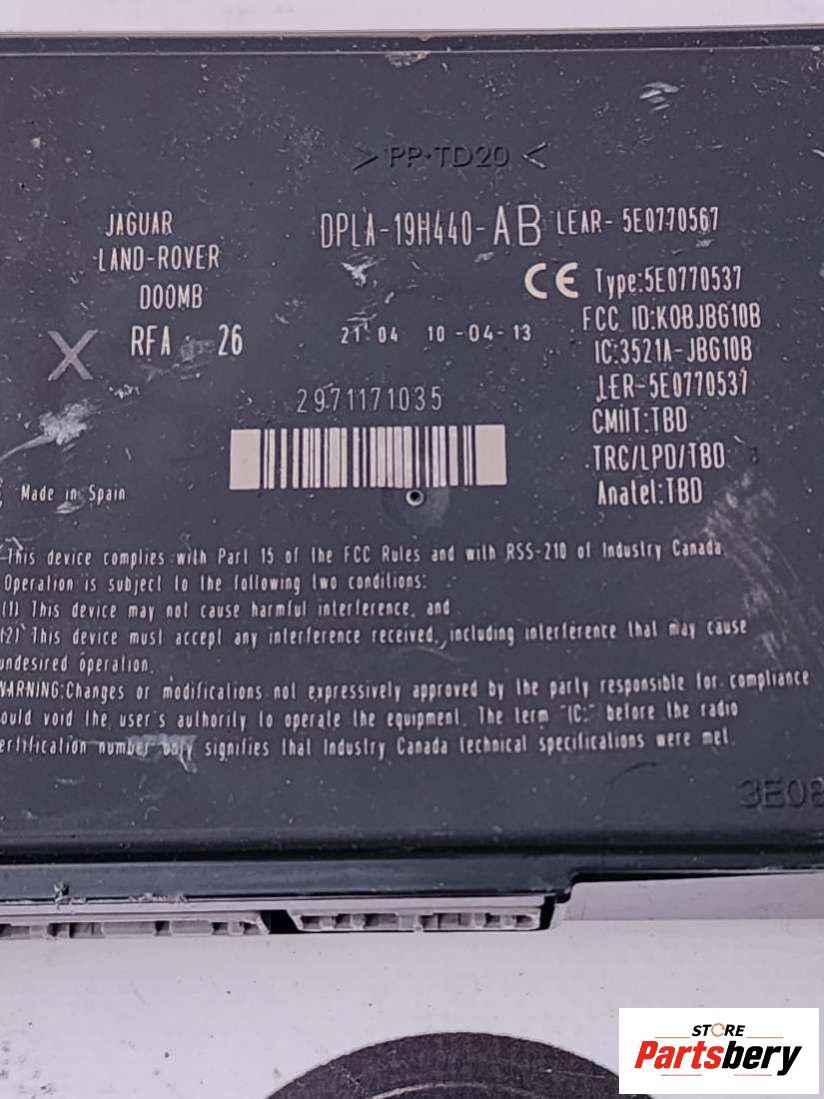 >PP-TD20<
JAGUAR
LAND-ROVER
D00MB
X RFA 26
DPLA-19H440-AB LEAR-5E0770567
CE Type:5E0770537
FCC ID:KOBJBG10B
IC:3521A-JBG10B
LER-5E0770537
CMIIT:TBD
TRC/LPD/TBD
Anatel:TBD
21:04 10-04-13
2971171035
Made in Spain
This device complies with Part 15 of the FCC Rules and with RSS-210 of Industry Canada
Operation is subject to the following two conditions:
(1) This device may not cause harmful interference, and
(2) This device must accept any interference received, including interference that may cause
undesired operation.
WARNING:Changes or modifications not expressively approved by the party responsible for compliance
ould void the user's authority to operate the equipment. The term "IC:" before the radio
ertification number only signifies that Industry Canada technical specifications were met.
3E08
STORE
Partsbery